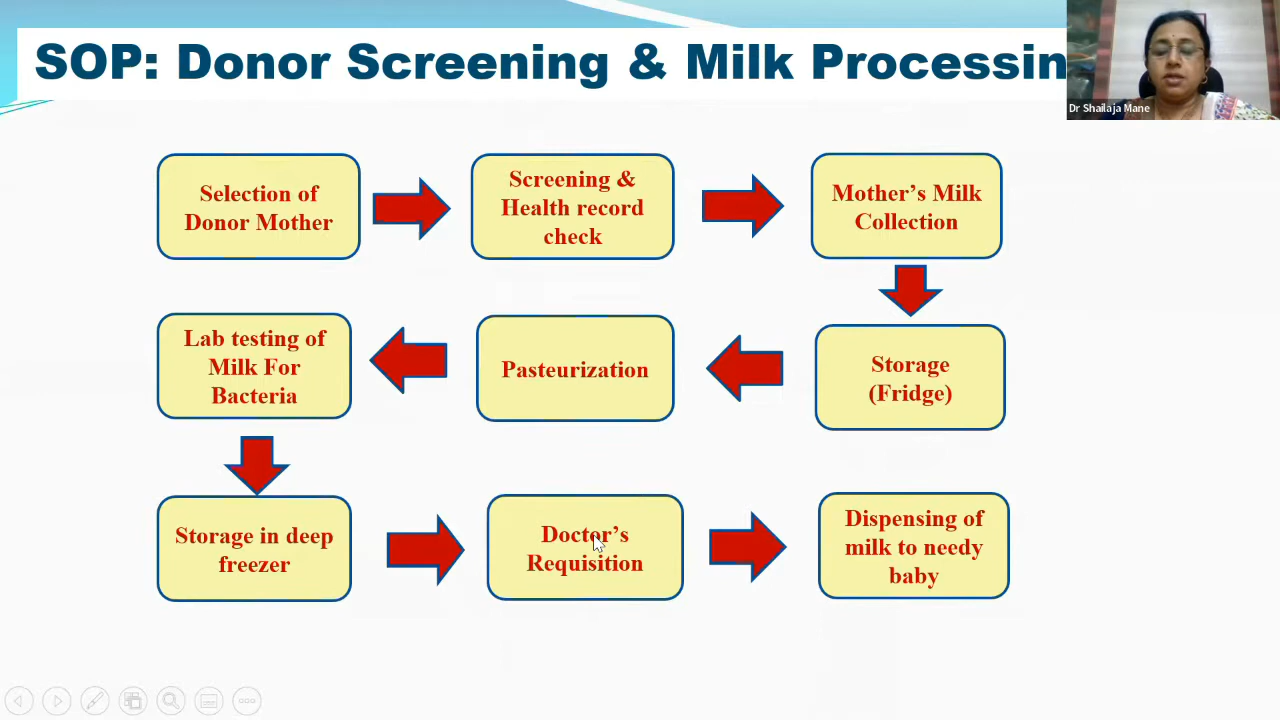 SOP: Donor Screening & Milk Processin
Dr Shailaja Mane
Selection of
Donor Mother
Screening &
Health record
check
Mother's Milk
Collection
Storage
(Fridge)
Pasteurization
Lab testing of
Milk For
Bacteria
Storage in deep
freezer
Doctor's
Requisition
Dispensing of
milk to needy
baby